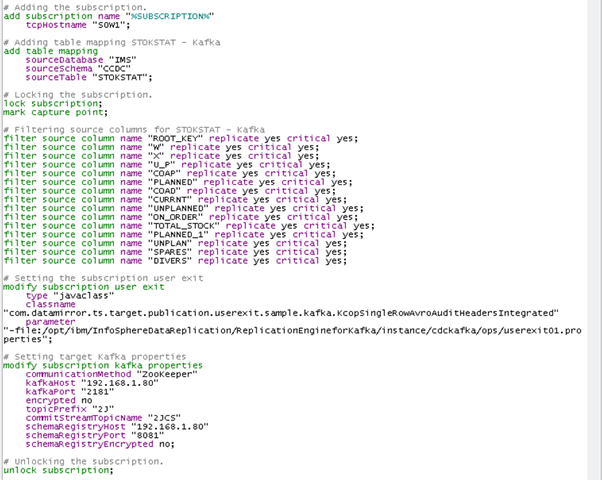 # Adding the subscription.
add subscription name "%SUBSCRIPTION%"
tcpHostname "SOW1";
# Adding table mapping STOKSTAT - Kafka
add table mapping
sourceDatabase "IMS"
sourceSchema "CCDC"
sourceTable "STOKSTAT";
# Locking the subscription.
lock subscription;
mark capture point;
# Filtering source columns for STOKSTAT - Kafka
filter source column name "ROOT_KEY" replicate yes critical yes;
filter source column name "W" replicate yes critical yes;
filter source column name "X" replicate yes critical yes;
filter source column name "U_P" replicate yes critical yes;
filter source column name "COAP" replicate yes critical yes;
filter source column name "PLANNED" replicate yes critical yes;
filter source column name "COAD" replicate yes critical yes;
filter source column name "CURRNT" replicate yes critical yes;
filter source column name "UNPLANNED" replicate yes critical yes;
filter source column name "ON_ORDER" replicate yes critical yes;
filter source column name "TOTAL_STOCK" replicate yes critical yes;
filter source column name "PLANNED_1" replicate yes critical yes;
filter source column name "UNPLAN" replicate yes critical yes;
filter source column name "SPARES" replicate yes critical yes;
filter source column name "DIVERS" replicate yes critical yes;
# Setting the subscription user exit
modify subscription user exit
type "javaclass"
classname
"com.datamirror.ts.target.publication.userexit.sample.kafka.KcopSingleRowAvroAuditHeadersIntegrated"
parameter
"-file:/opt/ibm/InfoSphereDataReplication/ReplicationEngineforKafka/instance/cdckafka/ops/userexit01.pro
perties";
# Setting target Kafka properties
modify subscription kafka properties
communicationMethod "ZooKeeper"
kafkaHost "192.168.1.80"
kafkaPort "2181"
encrypted no
topicPrefix "2J"
commitStreamTopicName "2JCS"
schemaRegistryHost "192.168.1.80"
schemaRegistryPort "8081"
schemaRegistryEncrypted no;
# Unlocking the subscription.
unlock subscription;